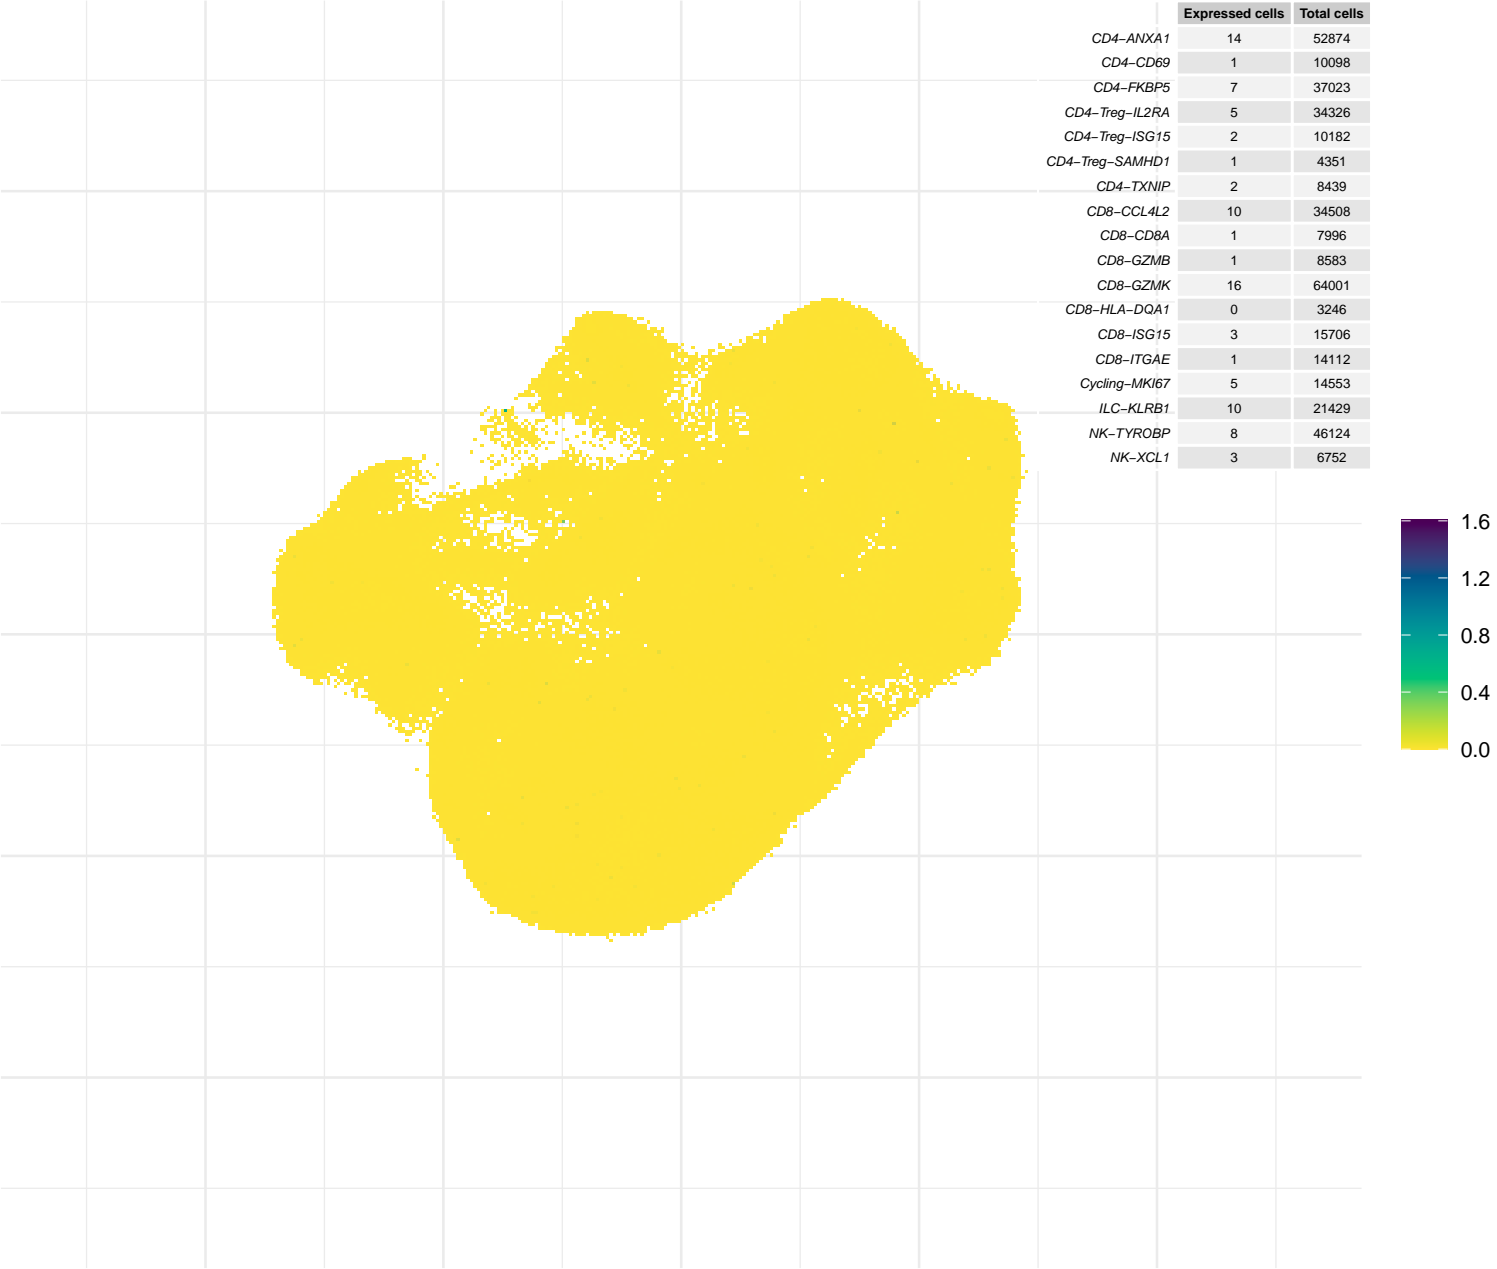 Expressed cells Total cells
CD4−ANXA1 14 52874
CD4−CD69 1 10098
CD4−FKBP5 7 37023
CD4−Treg−IL2RA 5 34326
CD4−Treg−ISG15 2 10182
CD4−Treg−SAMHD1 1 4351
CD4−TXNIP 2 8439
CD8−CCL4L2 10 34508
CD8−CD8A 1 7996
CD8−GZMB 1 8583
CD8−GZMK 16 64001
CD8−HLA−DQA1 0 3246
CD8−ISG15 3 15706
CD8−ITGAE 1 14112
Cycling−MKI67 5 14553
ILC−KLRB1 10 21429
NK−TYROBP 8 46124
NK−XCL1 3 6752
1.6
1.2
0.8
0.4
0.0